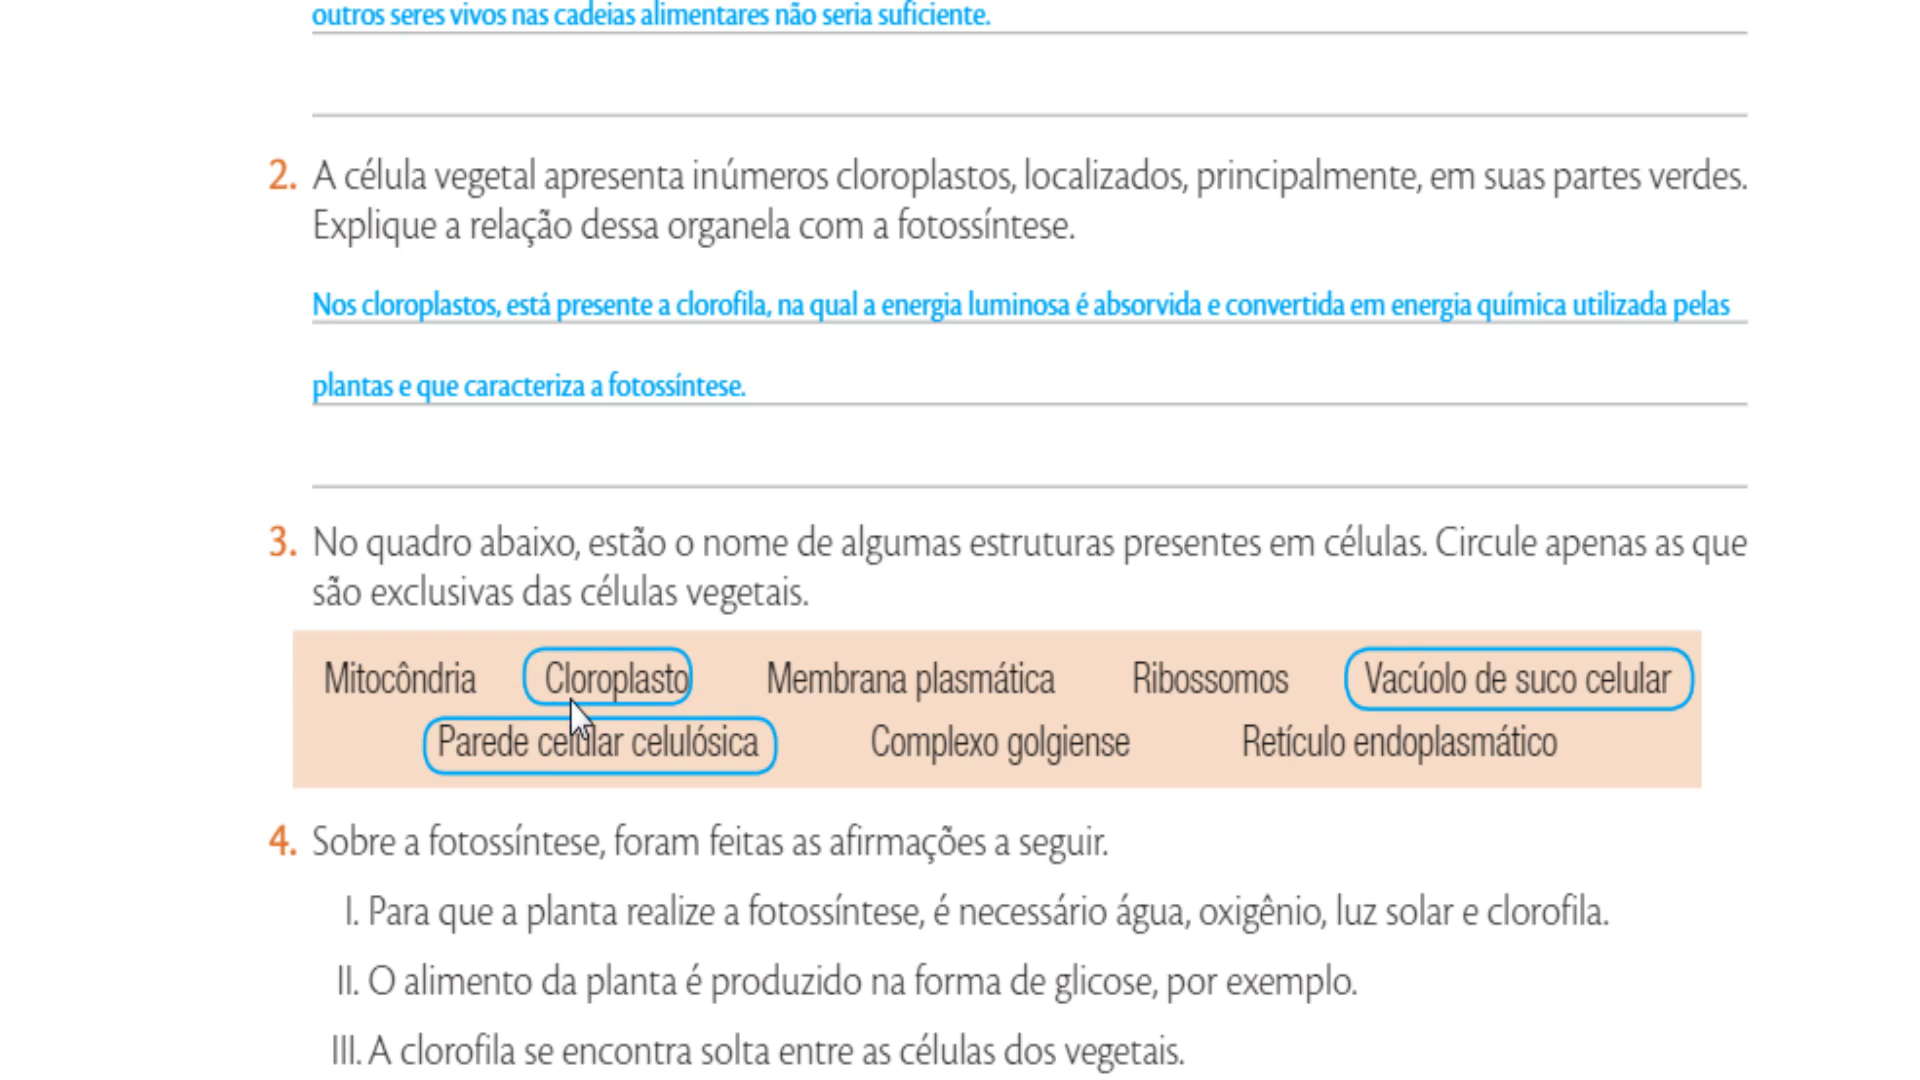 outros seres vivos nas cadeias alimentares não seria suficiente.
2. A célula vegetal apresenta inúmeros cloroplastos, localizados, principalmente, em suas partes verdes.
Explique a relação dessa organela com a fotossíntese.
Nos cloroplastos, está presente a clorofila, na qual a energia luminosa é absorvida e convertida em energia química utilizada pelas
plantas e que caracteriza a fotossíntese.
3. No quadro abaixo, estão o nome de algumas estruturas presentes em células. Circule apenas as que
são exclusivas das células vegetais.
Mitocôndria Cloroplasto Membrana plasmática Ribossomos Vacúolo de suco celular
Parede celular celulósica Complexo golgiense Retículo endoplasmático
4. Sobre a fotossíntese, foram feitas as afirmações a seguir.
I. Para que a planta realize a fotossíntese, é necessário água, oxigênio, luz solar e clorofila.
II. O alimento da planta é produzido na forma de glicose, por exemplo.
III. A clorofila se encontra solta entre as células dos vegetais.